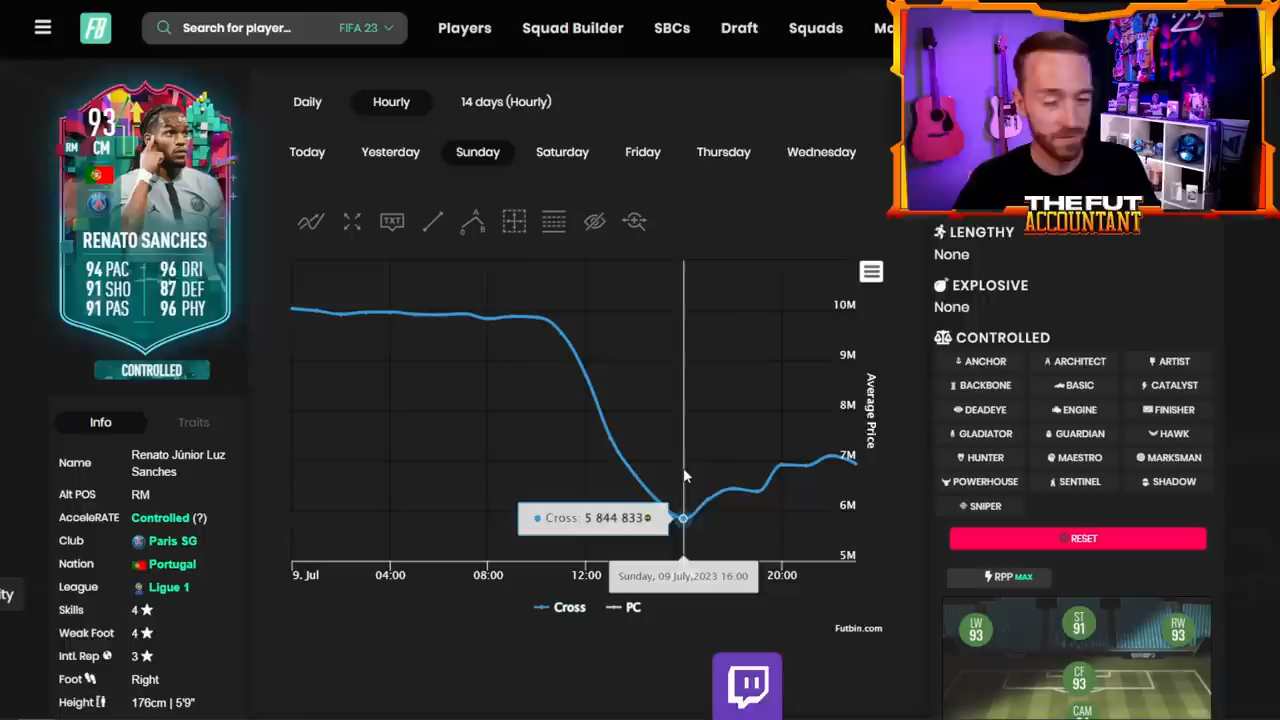 FB
Search for player...
FIFA 23
Players
Squad Builder
SBCs
Draft
Squads
Ma
93
CM
RM
RENATO SANCHES
94 PAC 96 DRI
91 SHO 87 DEF
91 PAS 96 PHY
CONTROLLED
Daily
Hourly
14 days (Hourly)
Today
Yesterday
Sunday
Saturday
Friday
Thursday
Wednesday
TXT
A
B
10M
9M
8M
7M
6M
5M
Average Price
Cross: 5 844 833
9. Jul
04:00
08:00
12:00
20:00
Sunday, 09 July,2023 16:00
Cross
PC
Futbin.com
THE FUT
ACCOUNTANT
LENGTHY
None
EXPLOSIVE
None
CONTROLLED
ANCHOR
ARCHITECT
ARTIST
BACKBONE
BASIC
CATALYST
DEADEYE
ENGINE
FINISHER
GLADIATOR
GUARDIAN
HAWK
HUNTER
MAESTRO
MARKSMAN
POWERHOUSE
SENTINEL
SHADOW
SNIPER
RESET
RPP MAX
LW
93
ST
91
RW
93
CF
93
CAM
Info
Traits
Name
Renato Júnior Luz
Sanches
Alt POS
RM
AcceleRATE
Controlled (?)
Club
Paris SG
Nation
Portugal
League
Ligue 1
Skills
4
Weak Foot
4
Intl. Rep
3
Foot
Right
Height
176cm | 5'9"
ty